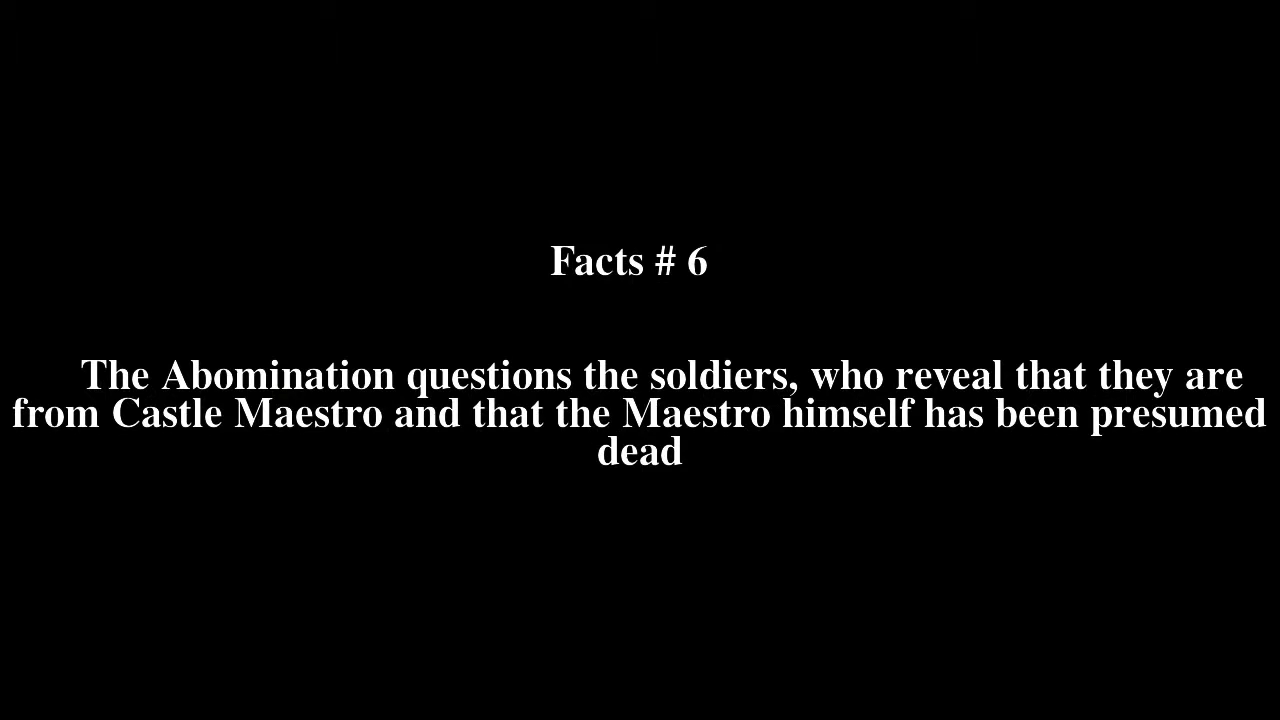 Facts # 6
The Abomination questions the soldiers, who reveal that they are
from Castle Maestro and that the Maestro himself has been presumed
dead